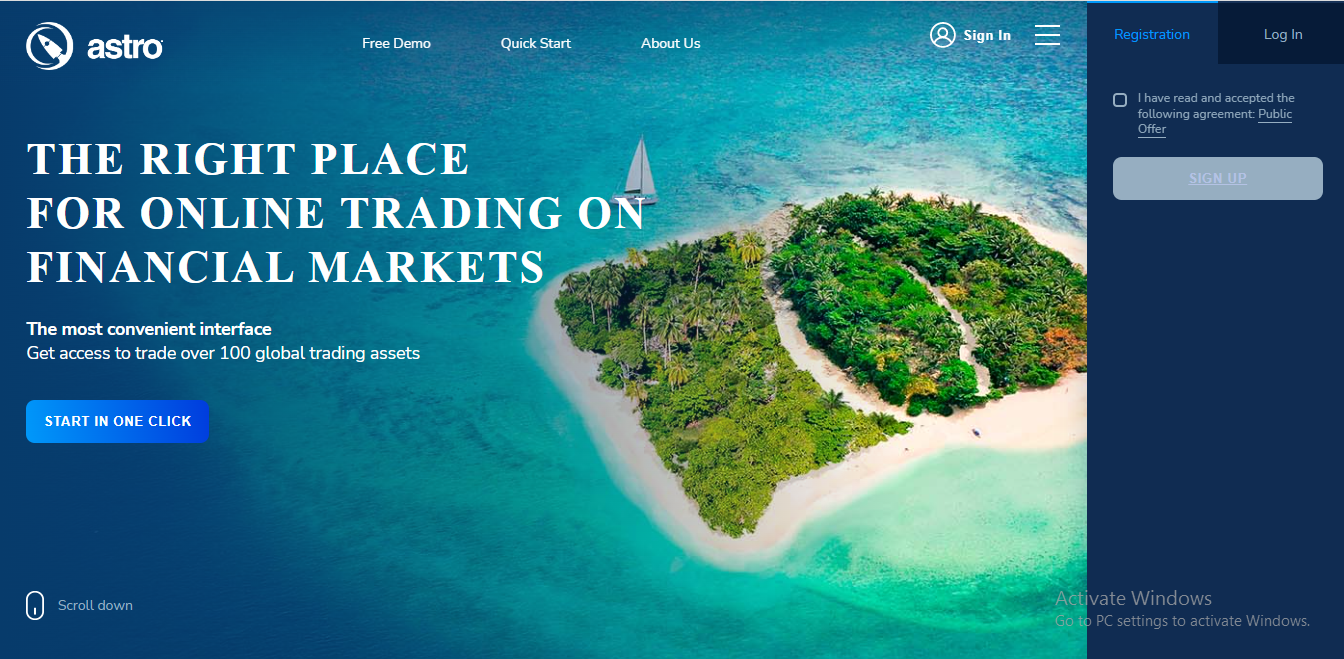 astro
Free Demo
Quick Start
About Us
Sign In
Registration
Log In
I have read and accepted the
following agreement: Public
Offer
SIGN UP
THE RIGHT PLACE
FOR ONLINE TRADING ON
FINANCIAL MARKETS
The most convenient interface
Get access to trade over 100 global trading assets
START IN ONE CLICK
Scroll down
Activate Windows
Go to PC settings to activate Windows.